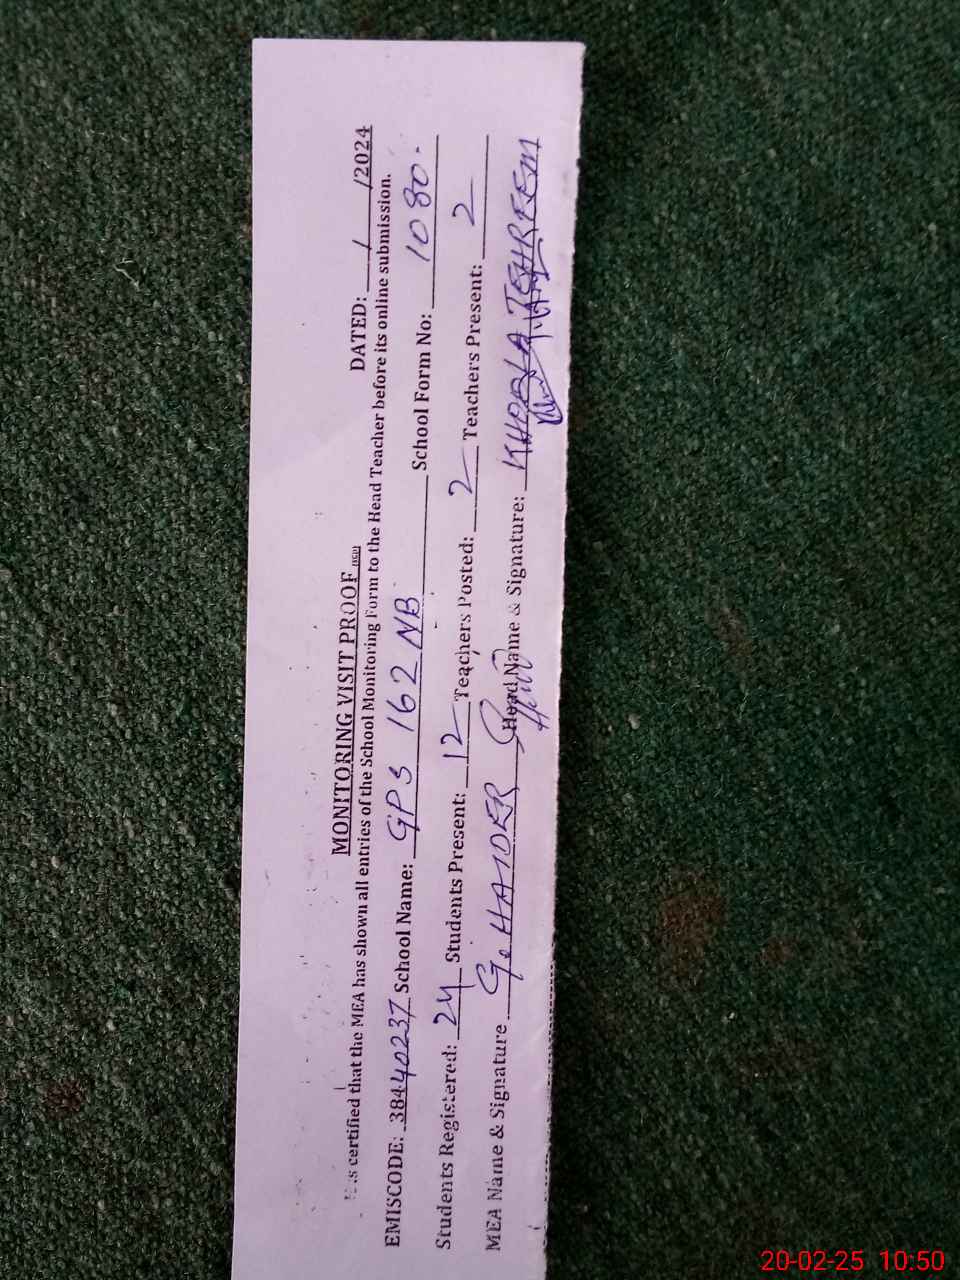 MONITORING VISIT PROOF
DATED: / /2024
is certified that the MEA has shown all entries of the School Monitoring Form to the Head Teacher before its online submission.
EMISCODE: 38440237 School Name: GPS 162 NB School Form No: 1080.
Students Registered: 24 Students Present: 12 Teachers Posted: 2 Teachers Present: 2
MEA Name & Signature G. HAIDER Head Name & Signature: KHOALA TEHREEM
20-02-25 10:50